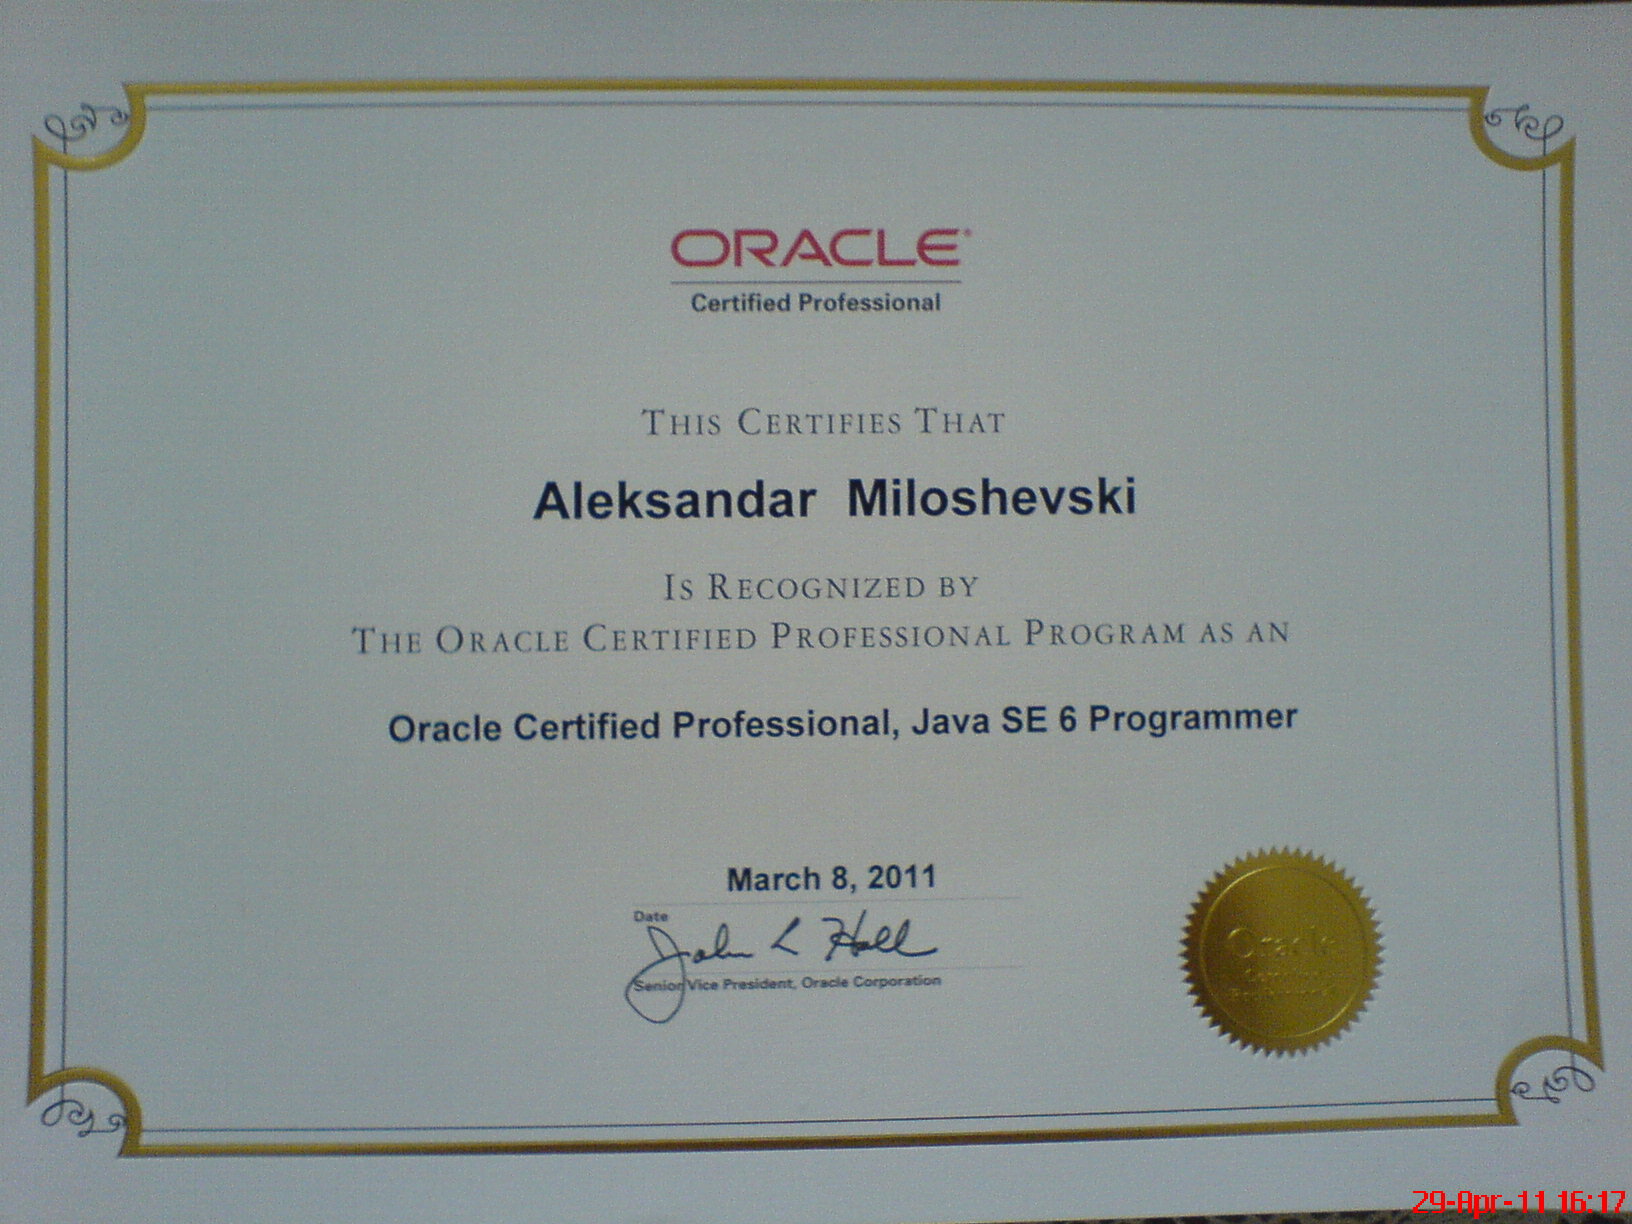 ORACLE®
Certified Professional
THIS CERTIFIES THAT
Aleksandar Miloshevski
IS RECOGNIZED BY
THE ORACLE CERTIFIED PROFESSIONAL PROGRAM AS AN
Oracle Certified Professional, Java SE 6 Programmer
March 8, 2011
Date
John L Hall
Senior Vice President, Oracle Corporation
Oracle
Certified
Professional
29-Apr-11 16:17